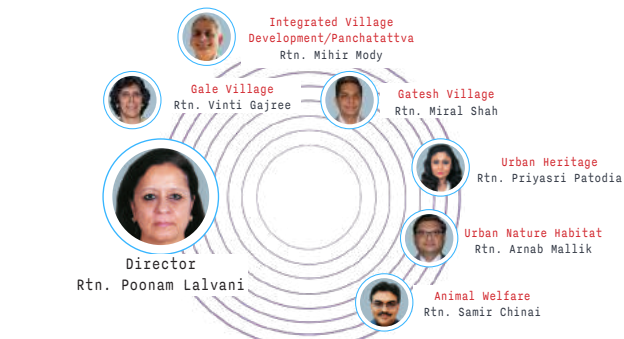 Integrated Village
Development/Panchatattva
Rtn. Mihir Mody
Gale Village
Rtn. Vinti Gajree
Gatesh Village
Rtn. Miral Shah
Urban Heritage
Rtn. Priyasri Patodia
Urban Nature Habitat
Rtn. Arnab Mallik
Director
Rtn. Poonam Lalvani
Animal Welfare
Rtn. Samir Chinai